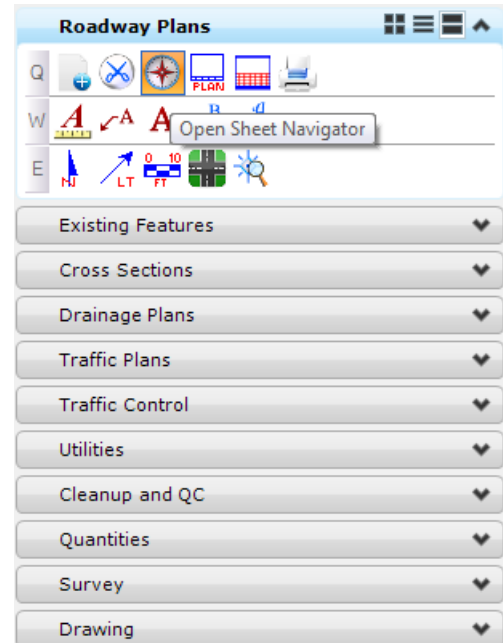 Roadway Plans
Q PLAN
W A A A B a
Open Sheet Navigator
E N LT 0 10 FT
Existing Features
Cross Sections
Drainage Plans
Traffic Plans
Traffic Control
Utilities
Cleanup and QC
Quantities
Survey
Drawing